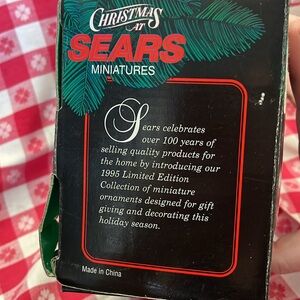 CHRISTMAS
AT
SEARS
MINIATURES
Sears celebrates
over 100 years of
selling quality products for
the home by introducing our
1995 Limited Edition
Collection of miniature
ornaments designed for gift
giving and decorating this
holiday season.
Made in China